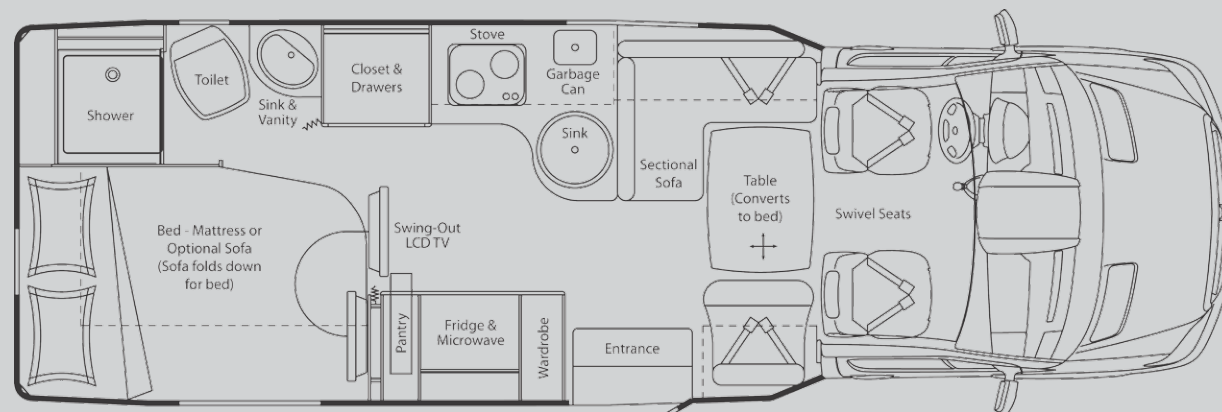 Shower
Toilet
Sink &
Vanity
Closet &
Drawers
Stove
Garbage
Can
Sink
Sectional
Sofa
Table
(Converts
to bed)
Swivel Seats
Bed - Mattress or
Optional Sofa
(Sofa folds down
for bed)
Swing-Out
LCD TV
Pantry
Fridge &
Microwave
Wardrobe
Entrance